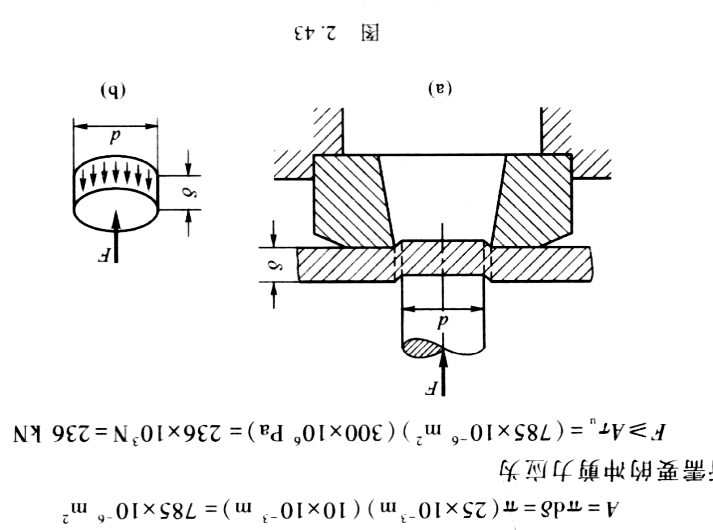 A=πdδ=π(25×10⁻³ m)(10×10⁻³ m)=785×10⁻⁶ m²
需要的冲剪力应为
F≥Aτᵤ=(785×10⁻⁶ m²)(300×10⁶ Pa)=236×10³ N=236 kN
F
d
δ
F
δ
d
(a)
(b)
图 2.43